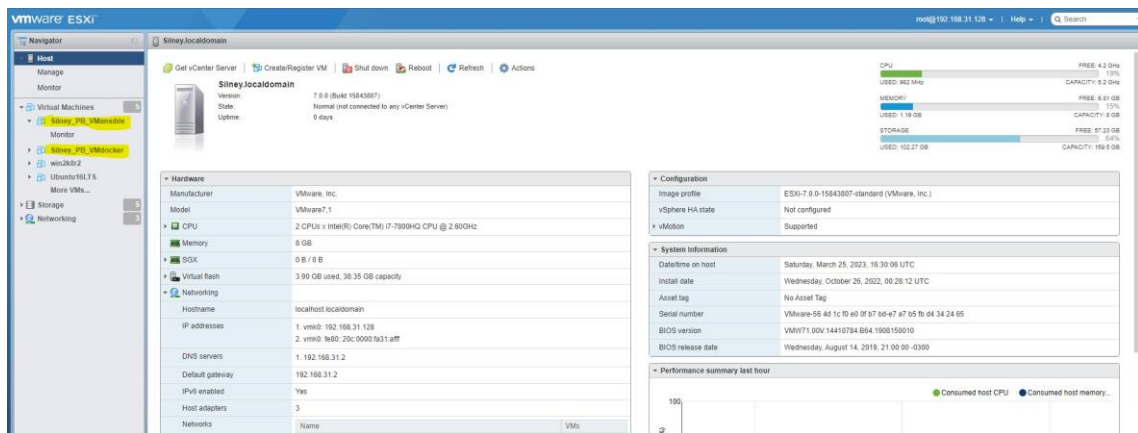 vmware ESXi
root@192.168.31.128 | Help | Search
Navigator
Silney.localdomain
Host
Manage
Monitor
Virtual Machines 5
Silney_PB_VMansible
Monitor
Silney_PB_VMdocker
win2k8r2
Ubuntu16LTS
More VMs...
Storage 5
Networking 3
Get vCenter Server | Create/Register VM | Shut down Reboot | Refresh | Actions
Silney.localdomain
Version: 7.0.0 (Build 15843807)
State: Normal (not connected to any vCenter Server)
Uptime: 0 days
CPU FREE: 4.2 GHz
19%
USED: 982 MHz CAPACITY: 5.2 GHz
MEMORY FREE: 6.81 GB
15%
USED: 1.19 GB CAPACITY: 8 GB
STORAGE FREE: 57.23 GB
64%
USED: 102.27 GB CAPACITY: 159.5 GB
Hardware
Manufacturer VMware, Inc.
Model VMware7,1
CPU 2 CPUs x Intel(R) Core(TM) i7-7800HQ CPU @ 2.60GHz
Memory 8 GB
SGX 0 B / 0 B
Virtual flash 3.90 GB used, 38.35 GB capacity
Networking
Hostname localhost.localdomain
IP addresses 1. vmk0: 192.168.31.128
2. vmk0: fe80::20c:0000:fa31:afff
DNS servers 1. 192.168.31.2
Default gateway 192.168.31.2
IPv6 enabled Yes
Host adapters 3
Networks Name VMs
Configuration
Image profile ESXi-7.0.0-15843807-standard (VMware, Inc.)
vSphere HA state Not configured
vMotion Supported
System Information
Date/time on host Saturday, March 25, 2023, 16:30:06 UTC
Install date Wednesday, October 26, 2022, 00:28:12 UTC
Asset tag No Asset Tag
Serial number VMware-56 4d 1c f0 e0 0f b7 bd-e7 a7 b5 fb d4 34 24 65
BIOS version VMW71.00V.14410784.B64.1908150010
BIOS release date Wednesday, August 14, 2019, 21:00:00 -0300
Performance summary last hour
Consumed host CPU Consumed host memory...
100